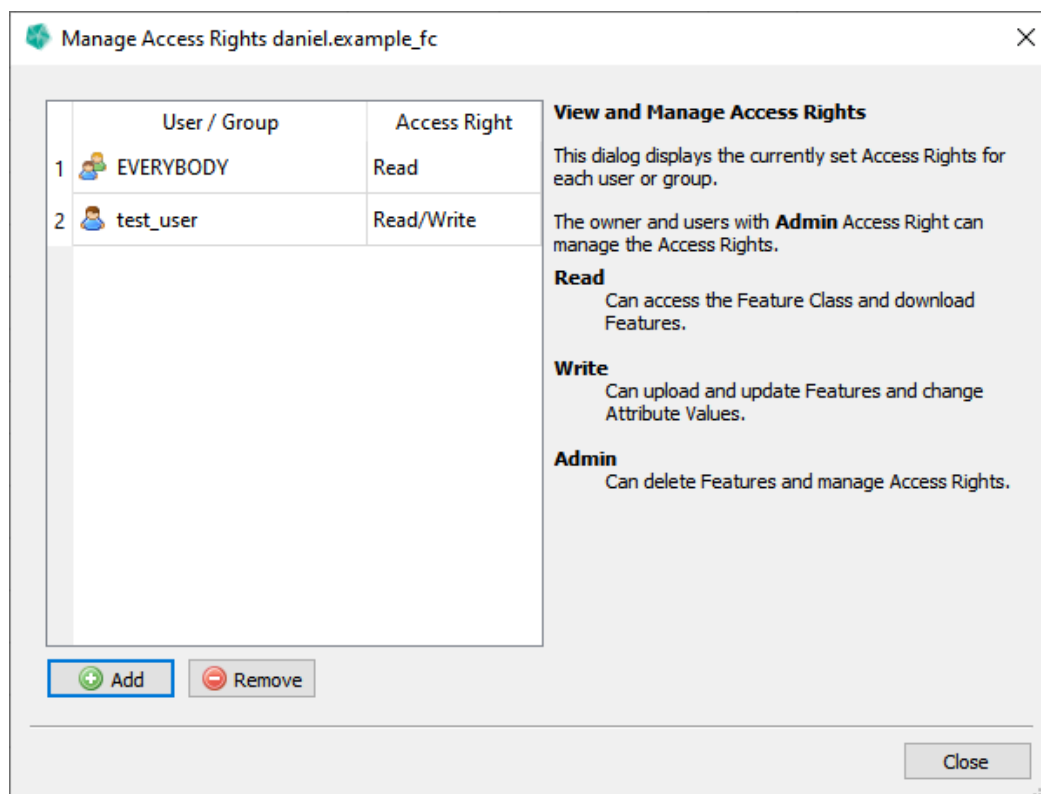 Manage Access Rights daniel.example_fc
User / Group Access Right
1 EVERYBODY Read
2 test_user Read/Write
Add Remove
View and Manage Access Rights
This dialog displays the currently set Access Rights for
each user or group.
The owner and users with Admin Access Right can
manage the Access Rights.
Read
Can access the Feature Class and download
Features.
Write
Can upload and update Features and change
Attribute Values.
Admin
Can delete Features and manage Access Rights.
Close